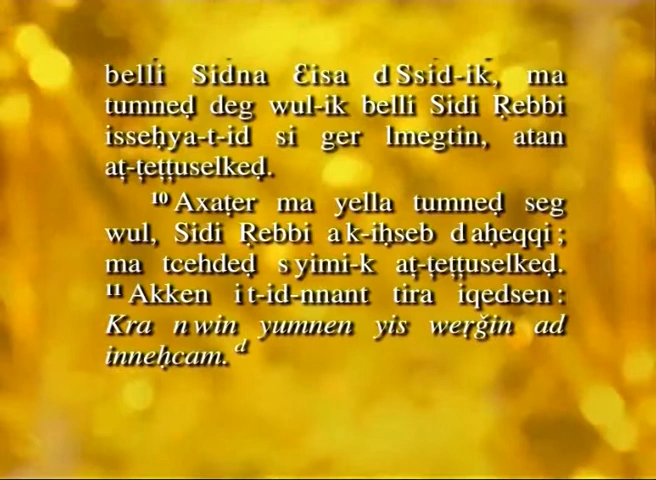 belli Sidna Ɛisa d Ssid-ik, ma
tumneḍ deg wul-ik belli Sidi Ṛebbi
isseḥya-t-id si ger lmegtin, atan
aṭ-ṭeṭṭuselkeḍ.
¹⁰ Axaṭer ma yella tumneḍ seg
wul, Sidi Ṛebbi a k-iḥseb d aḥeqqi ;
ma tcehdeḍ s yimi-k aṭ-ṭeṭṭuselkeḍ.
¹¹ Akken i t-id-nnant tira iqedsen :
Kra n win yumnen yis weṛǧin ad
inneḥcam. ᵈ